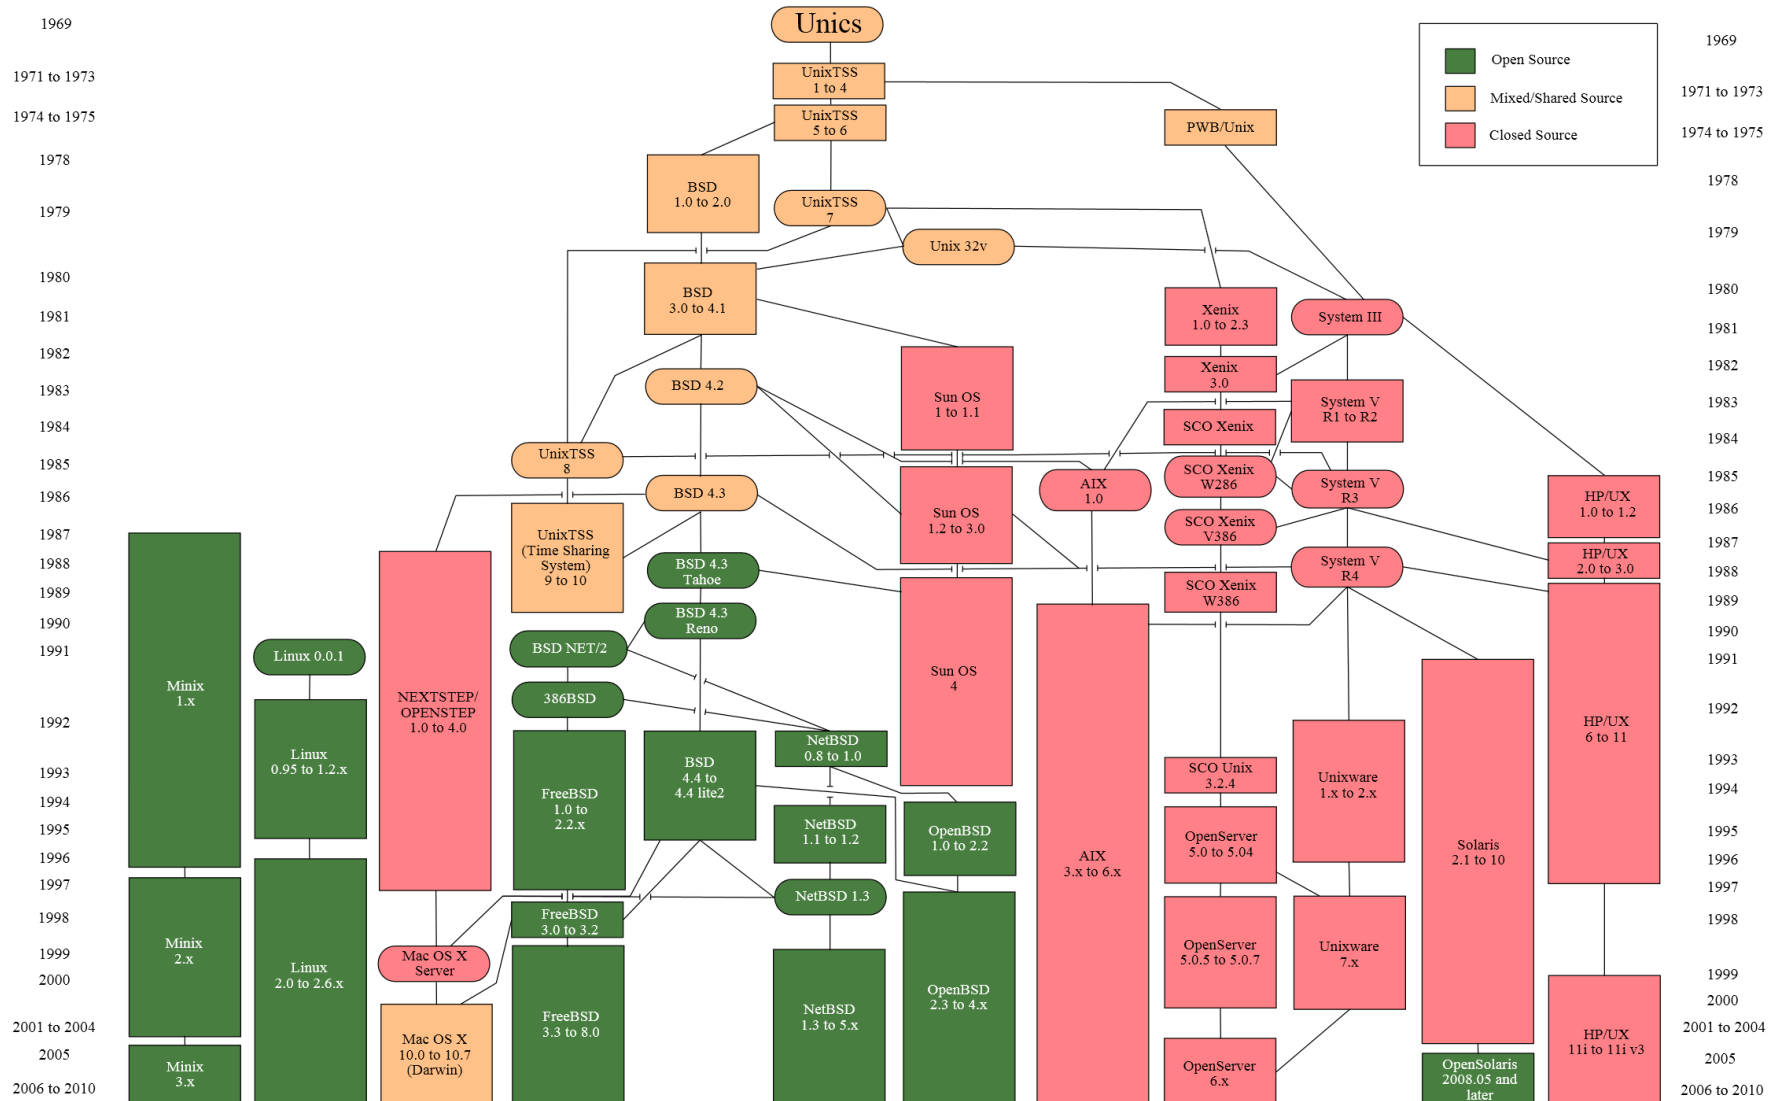 Unics
1969
1969
Open Source
Mixed/Shared Source
Closed Source
1971 to 1973
UnixTSS
1 to 4
1971 to 1973
1974 to 1975
UnixTSS
5 to 6
PWB/Unix
1974 to 1975
1978
BSD
1.0 to 2.0
1978
1979
UnixTSS
7
Unix 32v
1979
1980
BSD
3.0 to 4.1
1980
Xenix
1.0 to 2.3
System III
1981
1981
1982
Xenix
3.0
1982
1983
BSD 4.2
Sun OS
1 to 1.1
System V
R1 to R2
1983
1984
SCO Xenix
1984
UnixTSS
8
1985
SCO Xenix
W286
1985
AIX
1.0
System V
R3
1986
BSD 4.3
HP/UX
1.0 to 1.2
1986
Sun OS
1.2 to 3.0
SCO Xenix
V386
1987
UnixTSS
(Time Sharing
System)
9 to 10
1987
1988
BSD 4.3
Tahoe
System V
R4
HP/UX
2.0 to 3.0
1988
1989
SCO Xenix
W386
1989
1990
BSD 4.3
Reno
1990
1991
Linux 0.0.1
BSD NET/2
1991
Sun OS
4
Minix
1.x
NEXTSTEP/
OPENSTEP
1.0 to 4.0
386BSD
1992
1992
HP/UX
6 to 11
NetBSD
0.8 to 1.0
Linux
0.95 to 1.2.x
BSD
4.4 to
4.4 lite2
1993
SCO Unix
3.2.4
1993
Unixware
1.x to 2.x
1994
FreeBSD
1.0 to
2.2.x
1994
1995
NetBSD
1.1 to 1.2
OpenBSD
1.0 to 2.2
OpenServer
5.0 to 5.04
Solaris
2.1 to 10
1995
1996
AIX
3.x to 6.x
1996
1997
NetBSD 1.3
1997
1998
FreeBSD
3.0 to 3.2
1998
Minix
2.x
1999
Mac OS X
Server
OpenServer
5.0.5 to 5.0.7
Unixware
7.x
1999
2000
Linux
2.0 to 2.6.x
OpenBSD
2.3 to 4.x
2000
2001 to 2004
FreeBSD
3.3 to 8.0
NetBSD
1.3 to 5.x
2001 to 2004
Mac OS X
10.0 to 10.7
(Darwin)
HP/UX
11i to 11i v3
2005
2005
Minix
3.x
OpenServer
6.x
OpenSolaris
2008.05 and
later
2006 to 2010
2006 to 2010